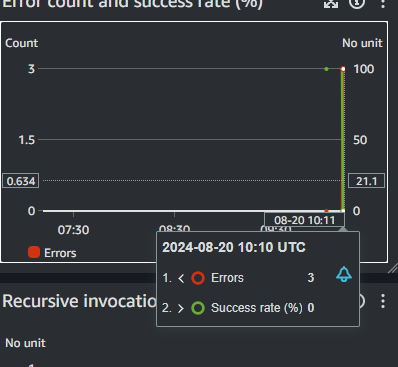 Error count and success rate (%)
Count
No unit
3
100
1.5
50
0.634
21.1
0
0
08-20 10:11
07:30
08:30
09:30
2024-08-20 10:10 UTC
1. < Errors 3
2. > Success rate (%) 0
Errors
Recursive invocatio
No unit
1